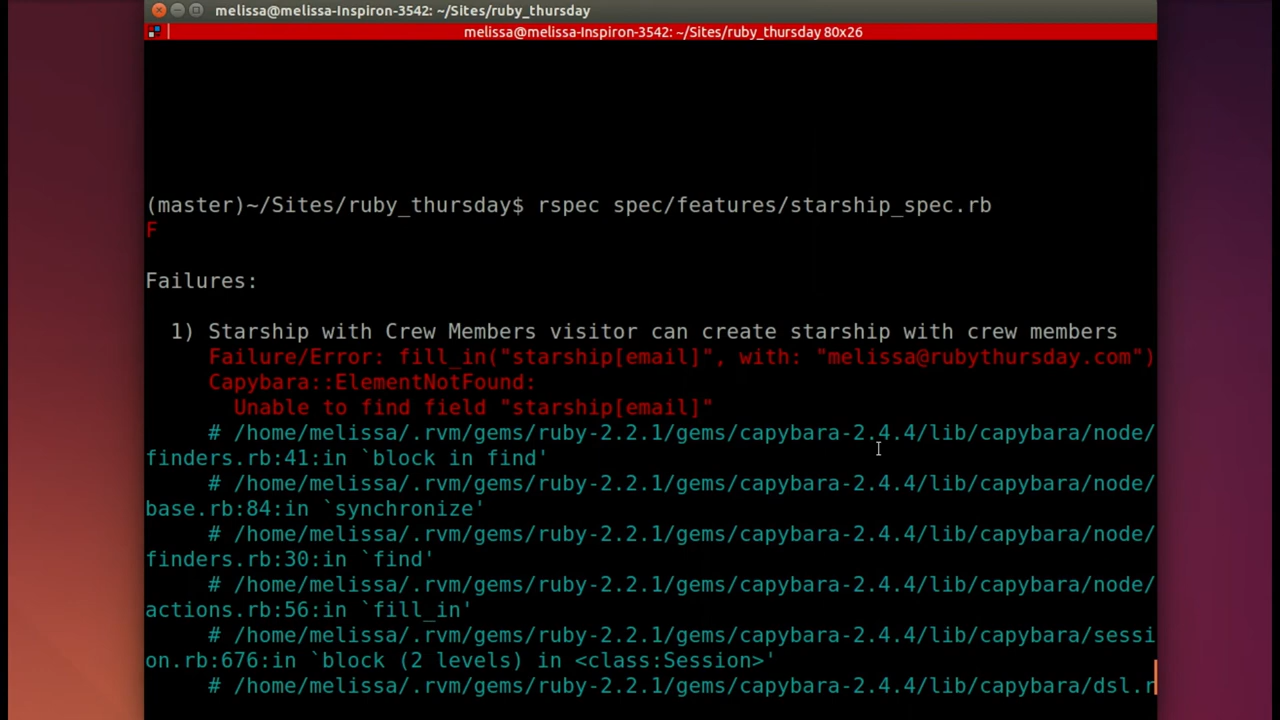 melissa@melissa-Inspiron-3542: ~/Sites/ruby_thursday
melissa@melissa-Inspiron-3542: ~/Sites/ruby_thursday 80x26
(master)~/Sites/ruby_thursday$ rspec spec/features/starship_spec.rb
F
Failures:
1) Starship with Crew Members visitor can create starship with crew members
Failure/Error: fill_in("starship[email]", with: "melissa@rubythursday.com")
Capybara::ElementNotFound:
Unable to find field "starship[email]"
# /home/melissa/.rvm/gems/ruby-2.2.1/gems/capybara-2.4.4/lib/capybara/node/
finders.rb:41:in `block in find'
# /home/melissa/.rvm/gems/ruby-2.2.1/gems/capybara-2.4.4/lib/capybara/node/
base.rb:84:in `synchronize'
# /home/melissa/.rvm/gems/ruby-2.2.1/gems/capybara-2.4.4/lib/capybara/node/
finders.rb:30:in `find'
# /home/melissa/.rvm/gems/ruby-2.2.1/gems/capybara-2.4.4/lib/capybara/node/
actions.rb:56:in `fill_in'
# /home/melissa/.rvm/gems/ruby-2.2.1/gems/capybara-2.4.4/lib/capybara/sessi
on.rb:676:in `block (2 levels) in <class:Session>'
# /home/melissa/.rvm/gems/ruby-2.2.1/gems/capybara-2.4.4/lib/capybara/dsl.r